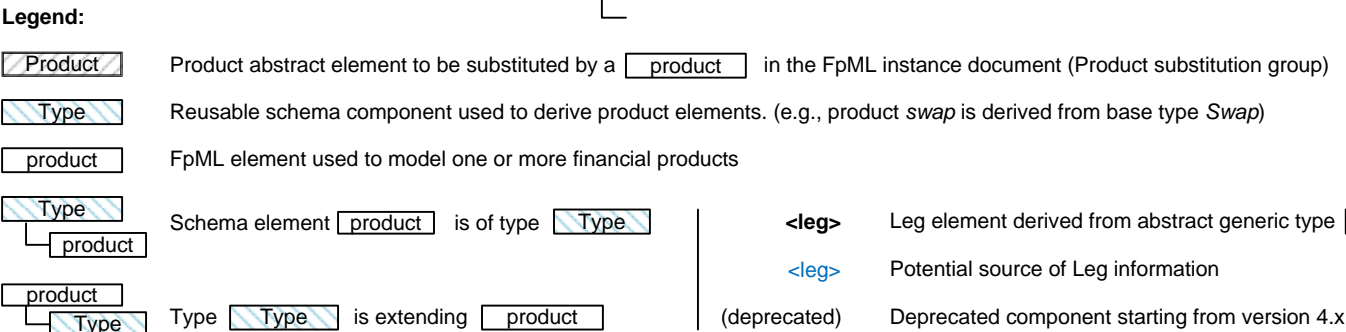 Legend:
Product Product abstract element to be substituted by a product in the FpML instance document (Product substitution group)
Type Reusable schema component used to derive product elements. (e.g., product swap is derived from base type Swap)
product FpML element used to model one or more financial products
Type
product
Schema element product is of type Type
<leg> Leg element derived from abstract generic type
<leg> Potential source of Leg information
product
Type
Type Type is extending product
(deprecated) Deprecated component starting from version 4.x